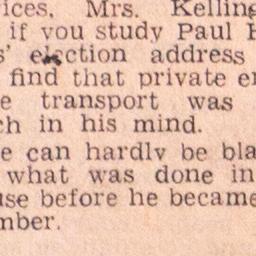 ices, Mrs. Kelling
if you study Paul
s' election address
find that private en
e transport was
ch in his mind.
e can hardly be bla
what was done in
use before he became
mber.